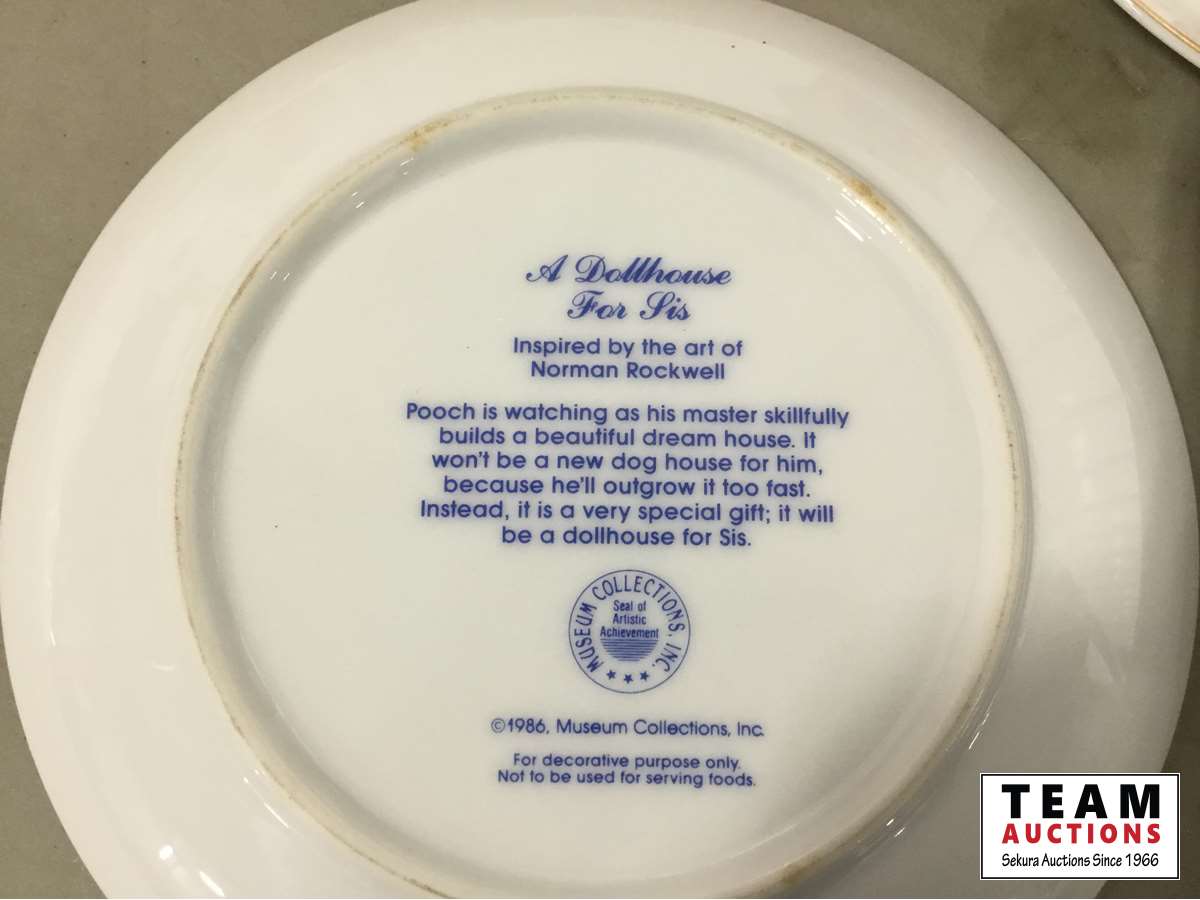 A Dollhouse
For Sis
Inspired by the art of
Norman Rockwell
Pooch is watching as his master skillfully
builds a beautiful dream house. It
won't be a new dog house for him,
because he'll outgrow it too fast.
Instead, it is a very special gift; it will
be a dollhouse for Sis.
MUSEUM COLLECTIONS, INC.
Seal of
Artistic
Achievement
©1986, Museum Collections, Inc.
For decorative purpose only.
Not to be used for serving foods.
TEAM
AUCTIONS
Sekura Auctions Since 1966